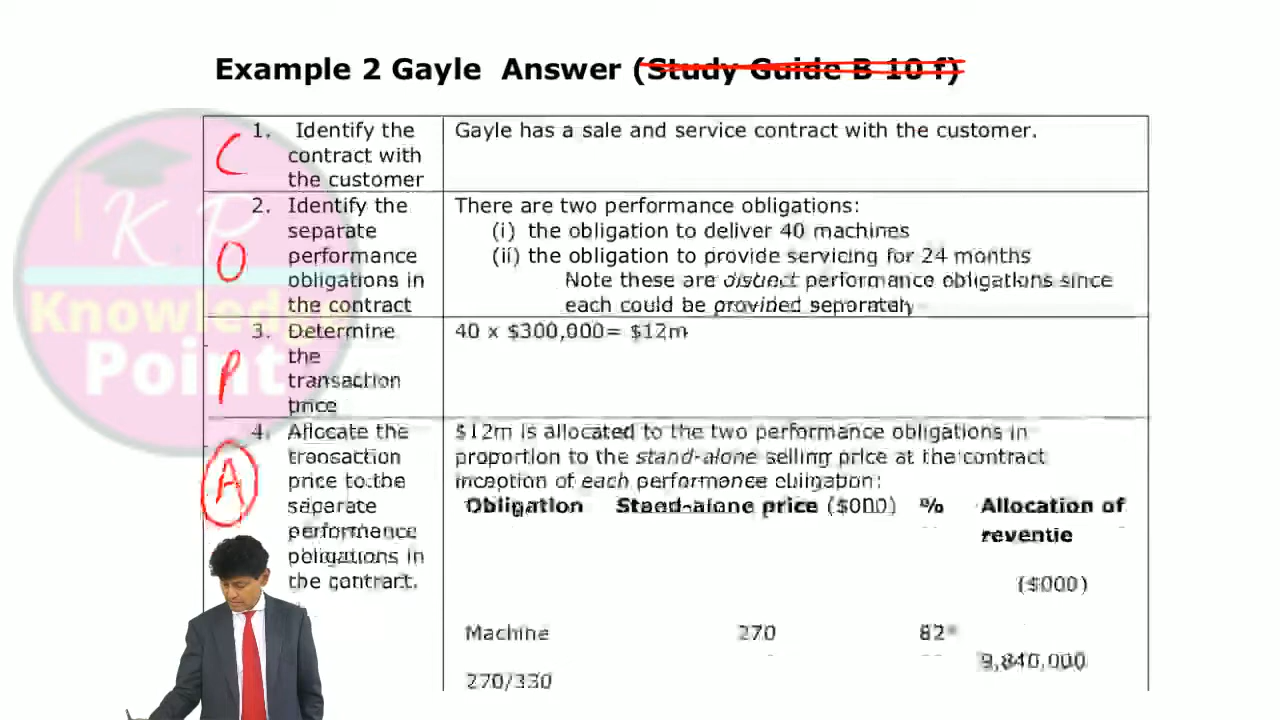 Example 2 Gayle Answer (Study Guide B 10 f)
C
1. Identify the
contract with
the customer
Gayle has a sale and service contract with the customer.
O
2. Identify the
separate
performance
obligations in
the contract
There are two performance obligations:
(i) the obligation to deliver 40 machines
(ii) the obligation to provide servicing for 24 months
Note these are distinct performance obligations since
each could be provided separately
P
3. Determine
the
transaction
price
40 x $300,000= $12m
A
4. Allocate the
transaction
price to the
separate
performance
obligations in
the contract.
$12m is allocated to the two performance obligations in
proportion to the stand-alone selling price at the contract
inception of each performance obligation:
Obligation Stand-alone price ($000) % Allocation of
revenue
($000)
Machine 270 82*
9,840,000
270/330
K.P
Knowledge
Point